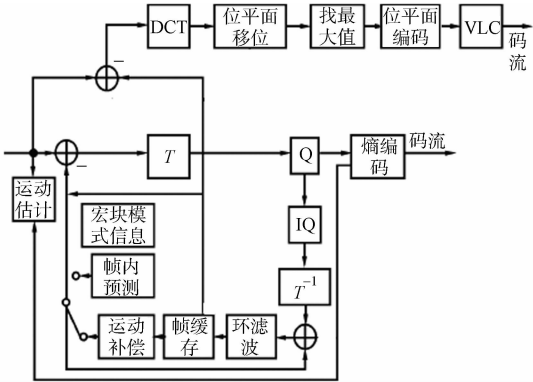 DCT
位平面
移位
找最
大值
位平面
编码
VLC
码
流
−
−
T
Q
熵编
码
码流
运动
估计
宏块模
式信息
IQ
帧内
预测
T⁻¹
运动
补偿
帧缓
存
环滤
波